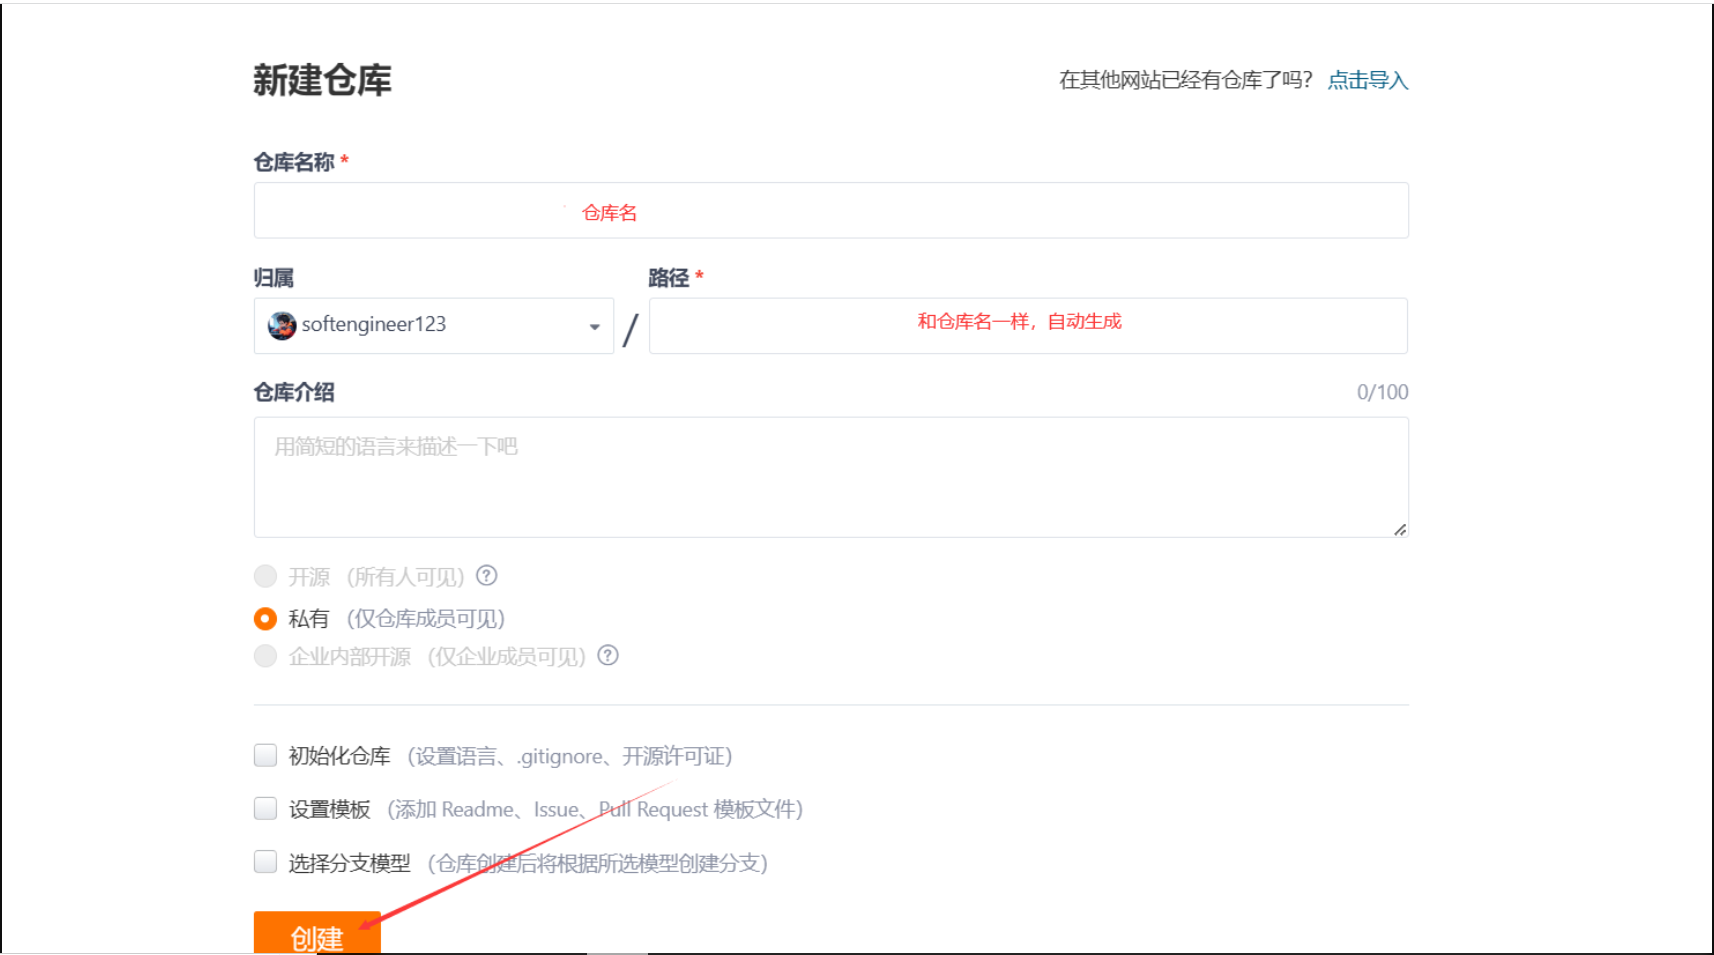 新建仓库
在其他网站已经有仓库了吗? 点击导入
仓库名称 *
仓库名
归属
路径 *
softengineer123
/
和仓库名一样，自动生成
仓库介绍
0/100
用简短的语言来描述一下吧
开源 (所有人可见) ?
私有 (仅仓库成员可见)
企业内部开源 (仅企业成员可见) ?
初始化仓库 (设置语言、.gitignore、开源许可证)
设置模板 (添加 Readme、Issue、Pull Request 模板文件)
选择分支模型 (仓库创建后将根据所选模型创建分支)
创建